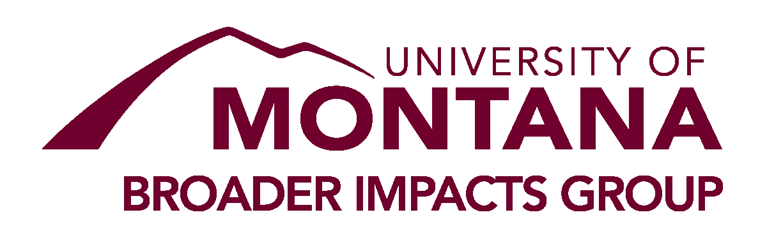 UNIVERSITY OF
MONTANA
BROADER IMPACTS GROUP